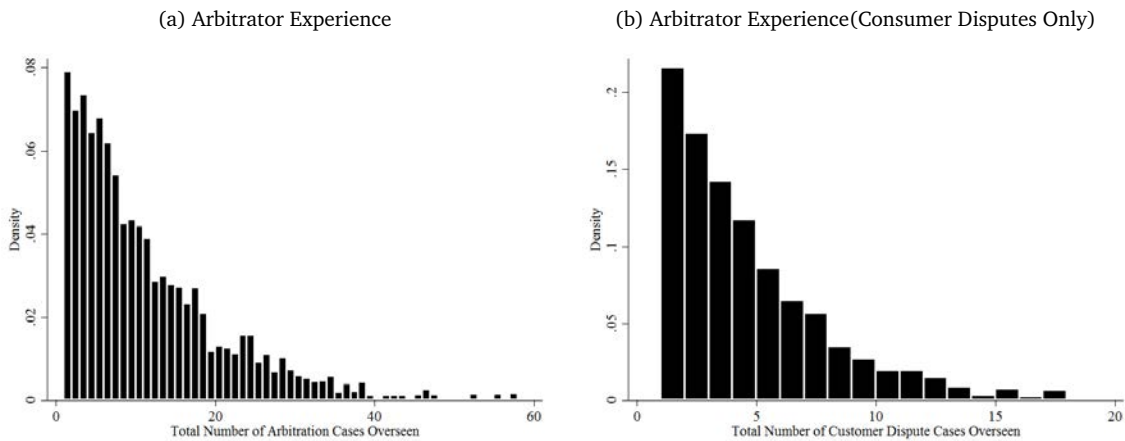 (a) Arbitrator Experience
.08
.06
.04
.02
0
Density
0 20 40 60
Total Number of Arbitration Cases Overseen
(b) Arbitrator Experience(Consumer Disputes Only)
.2
.15
.1
.05
0
Density
0 5 10 15 20
Total Number of Customer Dispute Cases Overseen